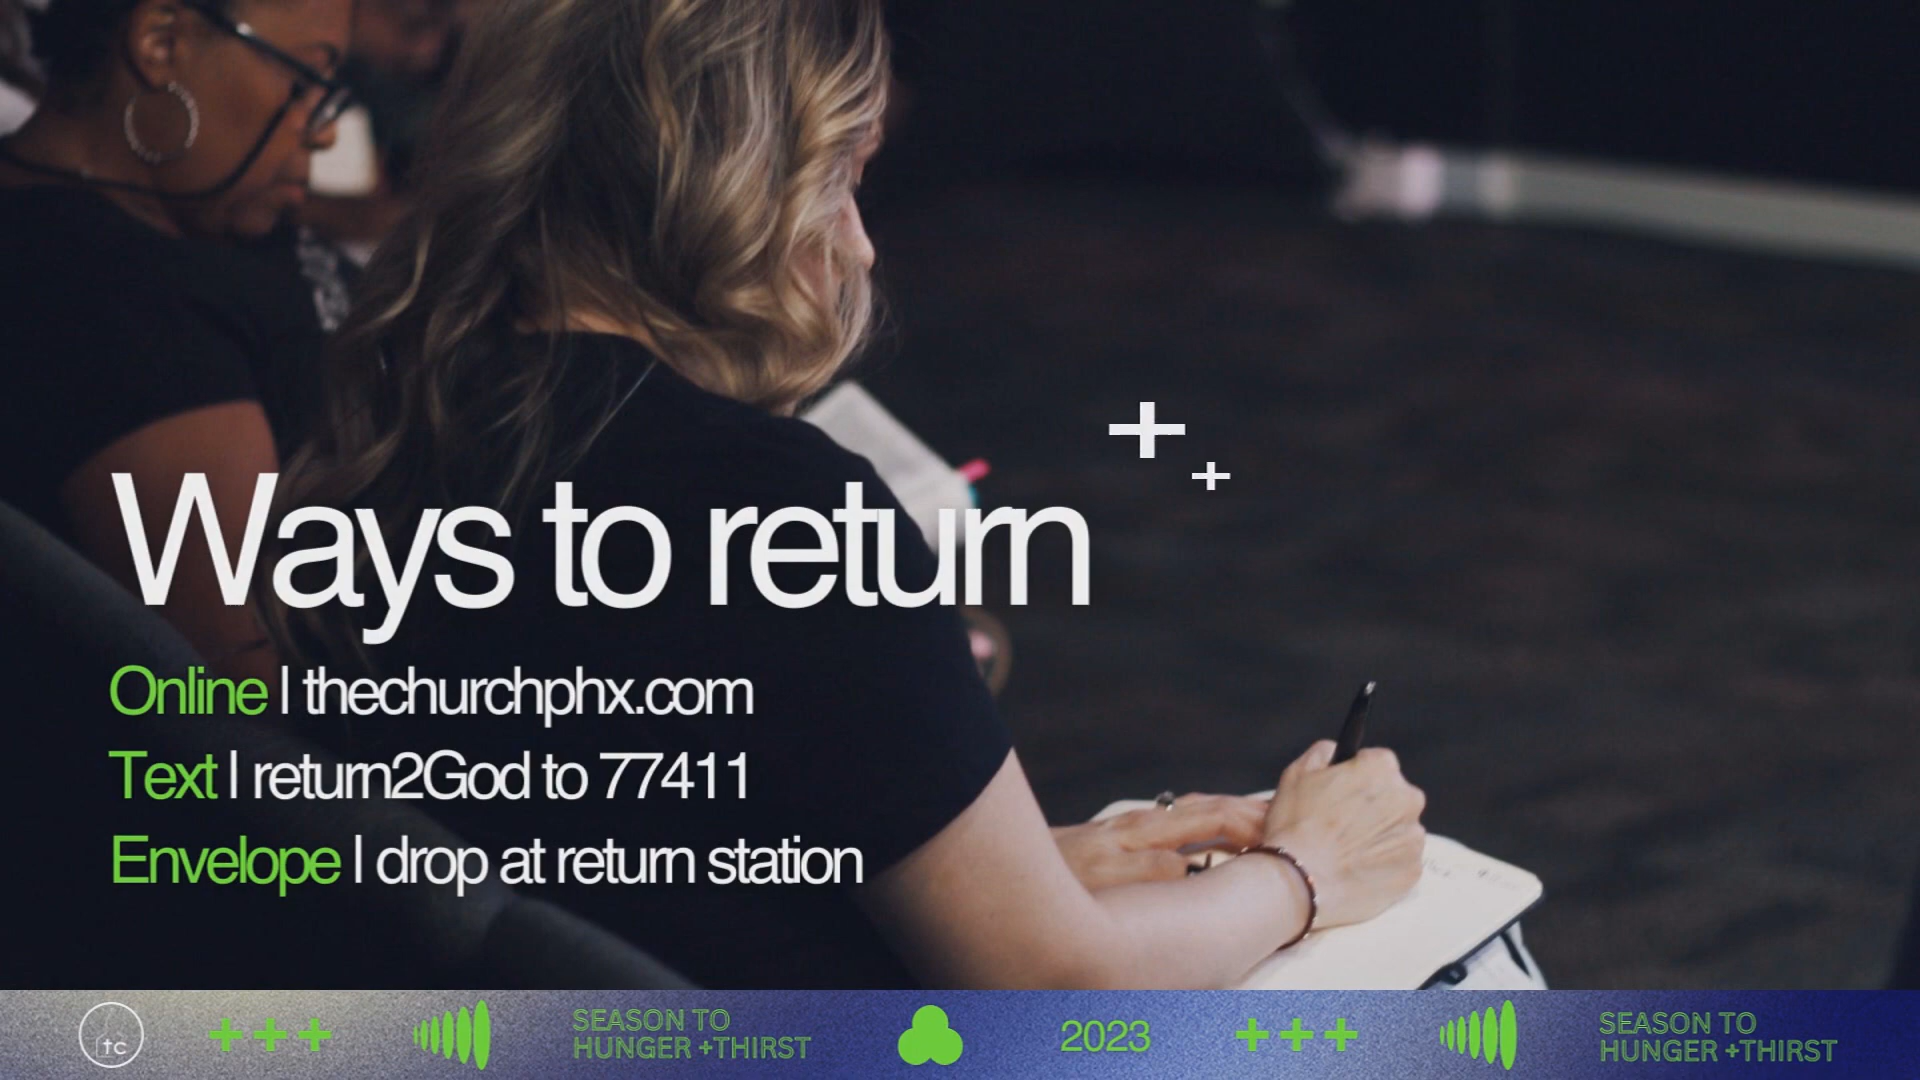 Ways to return
Online | thechurchphx.com
Text | return2God to 77411
Envelope | drop at return station
tc
SEASON TO
HUNGER +THIRST
2023
SEASON TO
HUNGER +THIRST